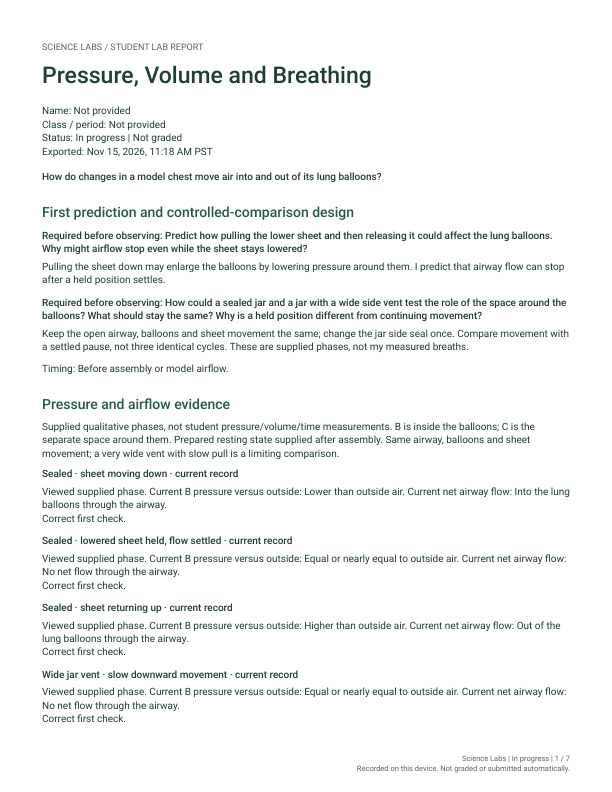 SCIENCE LABS / STUDENT LAB REPORT
Pressure, Volume and Breathing
Name: Not provided
Class / period: Not provided
Status: In progress | Not graded
Exported: Nov 15, 2026, 11:18 AM PST
How do changes in a model chest move air into and out of its lung balloons?
First prediction and controlled-comparison design
Required before observing: Predict how pulling the lower sheet and then releasing it could affect the lung balloons.
Why might airflow stop even while the sheet stays lowered?
Pulling the sheet down may enlarge the balloons by lowering pressure around them. I predict that airway flow can stop
after a held position settles.
Required before observing: How could a sealed jar and a jar with a wide side vent test the role of the space around the
balloons? What should stay the same? Why is a held position different from continuing movement?
Keep the open airway, balloons and sheet movement the same; change the jar side seal once. Compare movement with
a settled pause, not three identical cycles. These are supplied phases, not my measured breaths.
Timing: Before assembly or model airflow.
Pressure and airflow evidence
Supplied qualitative phases, not student pressure/volume/time measurements. B is inside the balloons; C is the
separate space around them. Prepared resting state supplied after assembly. Same airway, balloons and sheet
movement; a very wide vent with slow pull is a limiting comparison.
Sealed · sheet moving down · current record
Viewed supplied phase. Current B pressure versus outside: Lower than outside air. Current net airway flow: Into the lung
balloons through the airway.
Correct first check.
Sealed · lowered sheet held, flow settled · current record
Viewed supplied phase. Current B pressure versus outside: Equal or nearly equal to outside air. Current net airway flow:
No net flow through the airway.
Correct first check.
Sealed · sheet returning up · current record
Viewed supplied phase. Current B pressure versus outside: Higher than outside air. Current net airway flow: Out of the
lung balloons through the airway.
Correct first check.
Wide jar vent · slow downward movement · current record
Viewed supplied phase. Current B pressure versus outside: Equal or nearly equal to outside air. Current net airway flow:
No net flow through the airway.
Correct first check.
Science Labs | In progress | 1 / 7
Recorded on this device. Not graded or submitted automatically.